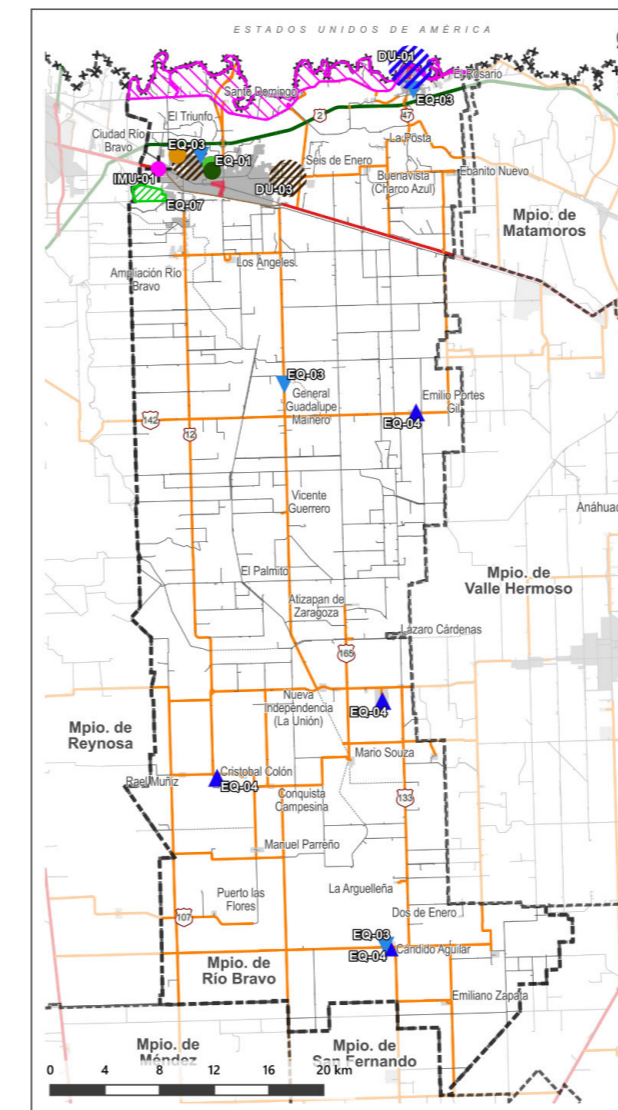 ESTADOS UNIDOS DE AMÉRICA
DU-01
El Rosario
EQ-03
Santo Domingo
2
47
El Triunfo
Ciudad Río
Bravo
EQ-03
EQ-01
La Posta
Seis de Enero
IMU-01
DU-03
Buenavista
(Charco Azul)
Ebanito Nuevo
EQ-07
Mpio. de
Matamoros
Los Angeles
Ampliación Río
Bravo
EQ-03
General
Guadalupe
Mainero
Emilio Portes
Gil
EQ-04
142
12
Vicente
Guerrero
Anáhuac
El Palmito
Mpio. de
Valle Hermoso
Atizapan de
Zaragoza
Lazaro Cárdenas
165
Nueva
Independencia
(La Unión)
EQ-04
Mpio. de
Reynosa
Mario Souza
Rael Muñiz
Cristobal Colón
EQ-04
Conquista
Campesina
133
Manuel Parreño
La Arguelleña
Puerto las
Flores
107
Dos de Enero
EQ-03
EQ-04
Candido Aguilar
Mpio. de
Río Bravo
Emiliano Zapata
Mpio. de
Méndez
Mpio. de
San Fernando
0 4 8 12 16 20 km